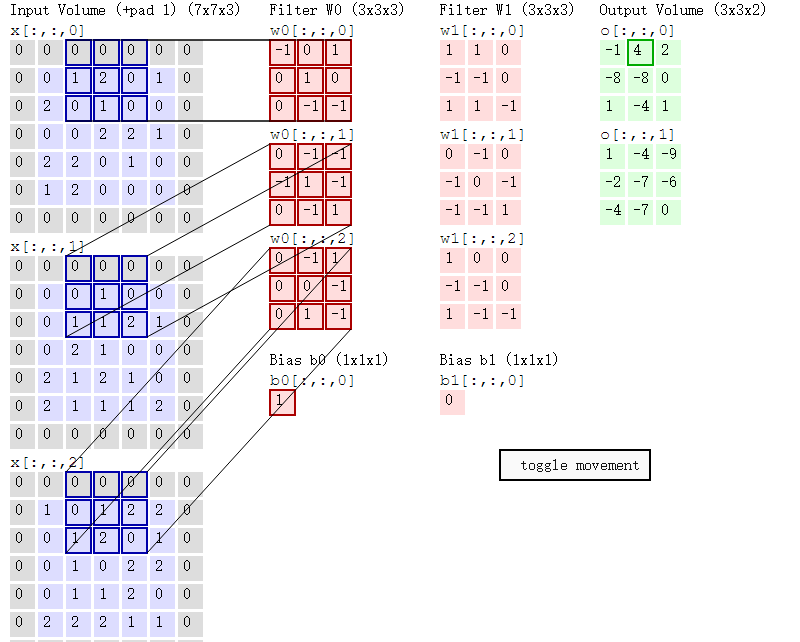 Input Volume (+pad 1) (7x7x3)
x[:,:,0]
0 0 0 0 0 0 0
0 0 1 2 0 1 0
0 2 0 1 0 0 0
0 0 0 2 2 1 0
0 2 2 0 1 0 0
0 1 2 0 0 0 0
0 0 0 0 0 0 0
x[:,:,1]
0 0 0 0 0 0 0
0 0 0 1 0 0 0
0 0 1 1 2 1 0
0 0 2 1 0 0 0
0 2 1 2 1 0 0
0 2 1 1 1 2 0
0 0 0 0 0 0 0
x[:,:,2]
0 0 0 0 0 0 0
0 1 0 1 2 2 0
0 0 1 2 0 1 0
0 0 1 0 2 2 0
0 0 1 1 2 0 0
0 2 2 2 1 1 0
Filter W0 (3x3x3)
w0[:,:,0]
-1 0 1
0 1 0
0 -1 -1
w0[:,:,1]
0 -1 -1
-1 1 -1
0 -1 1
w0[:,:,2]
0 -1 1
0 0 -1
0 1 -1
Bias b0 (1x1x1)
b0[:,:,0]
1
Filter W1 (3x3x3)
w1[:,:,0]
1 1 0
-1 -1 0
1 1 -1
w1[:,:,1]
0 -1 0
-1 0 -1
-1 -1 1
w1[:,:,2]
1 0 0
-1 -1 0
1 -1 -1
Bias b1 (1x1x1)
b1[:,:,0]
0
Output Volume (3x3x2)
o[:,:,0]
-1 4 2
-8 -8 0
1 -4 1
o[:,:,1]
1 -4 -9
-2 -7 -6
-4 -7 0
toggle movement